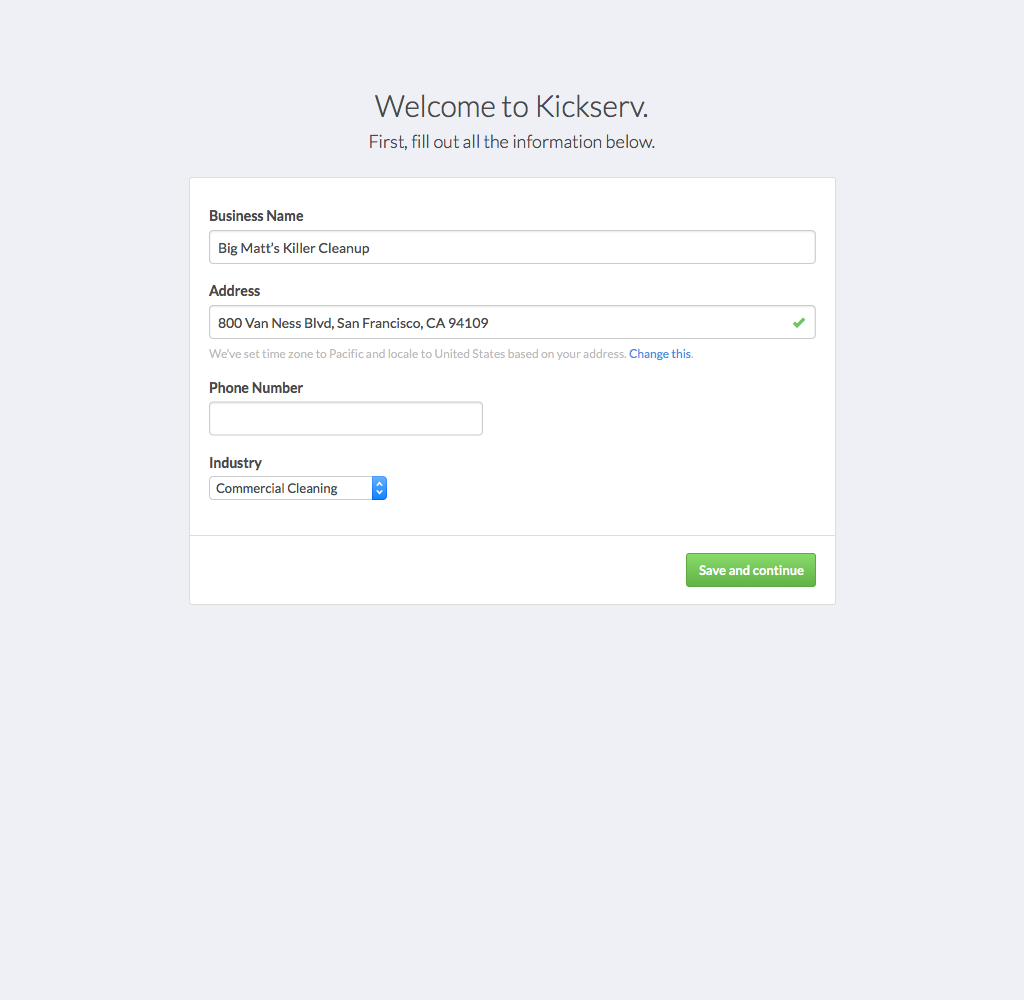 Welcome to Kickserv.
First, fill out all the information below.
Business Name
Big Matt's Killer Cleanup
Address
800 Van Ness Blvd, San Francisco, CA 94109
We've set time zone to Pacific and locale to United States based on your address. Change this.
Phone Number
Industry
Commercial Cleaning
Save and continue